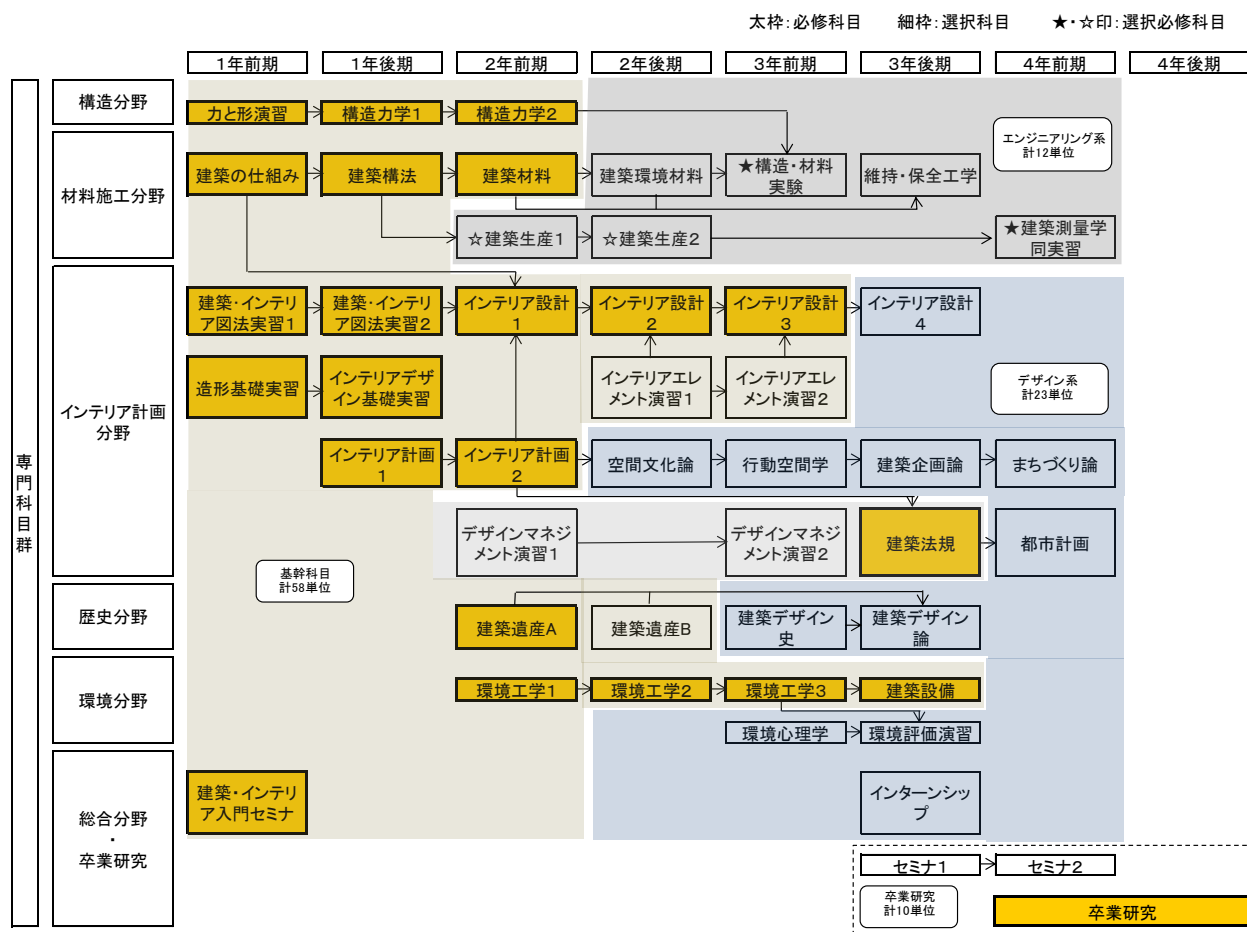 太枠：必修科目　　細枠：選択科目　　★・☆印：選択必修科目
1年前期
1年後期
2年前期
2年後期
3年前期
3年後期
4年前期
4年後期
専門科目群
構造分野
力と形演習
構造力学1
構造力学2
エンジニアリング系
計12単位
材料施工分野
建築の仕組み
建築構法
建築材料
建築環境材料
★構造・材料
実験
維持・保全工学
☆建築生産1
☆建築生産2
★建築測量学
同実習
インテリア計画
分野
建築・インテリ
ア図法実習1
建築・インテリ
ア図法実習2
インテリア設計
1
インテリア設計
2
インテリア設計
3
インテリア設計
4
造形基礎実習
インテリアデザ
イン基礎実習
インテリアエレ
メント演習1
インテリアエレ
メント演習2
デザイン系
計23単位
インテリア計画
1
インテリア計画
2
空間文化論
行動空間学
建築企画論
まちづくり論
デザインマネジ
メント演習1
デザインマネジ
メント演習2
建築法規
都市計画
基幹科目
計58単位
歴史分野
建築遺産A
建築遺産B
建築デザイン
史
建築デザイン
論
環境分野
環境工学1
環境工学2
環境工学3
建築設備
環境心理学
環境評価演習
総合分野
・
卒業研究
建築・インテリ
ア入門セミナ
インターンシッ
プ
セミナ1
セミナ2
卒業研究
計10単位
卒業研究